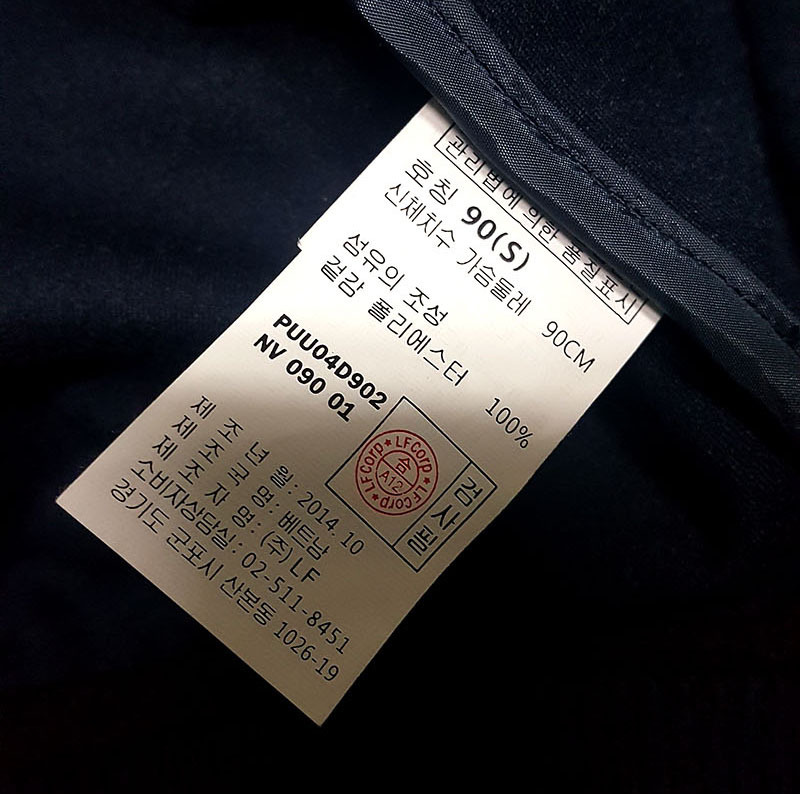 관리법에 의한 품질표시
호칭 90(S)
신체치수 가슴둘레 90CM
섬유의 조성
겉감 폴리에스터 100%
PUU04D902
NV 090 01
검사필
LFCorp★LFCorp★LFCorp★
合
A12
제 조 년 월 : 2014. 10
제 조 국 명 : 베트남
제 조 자 명 : (주) LF
소비자상담실 : 02-511-8451
경기도 군포시 산본동 1026-19